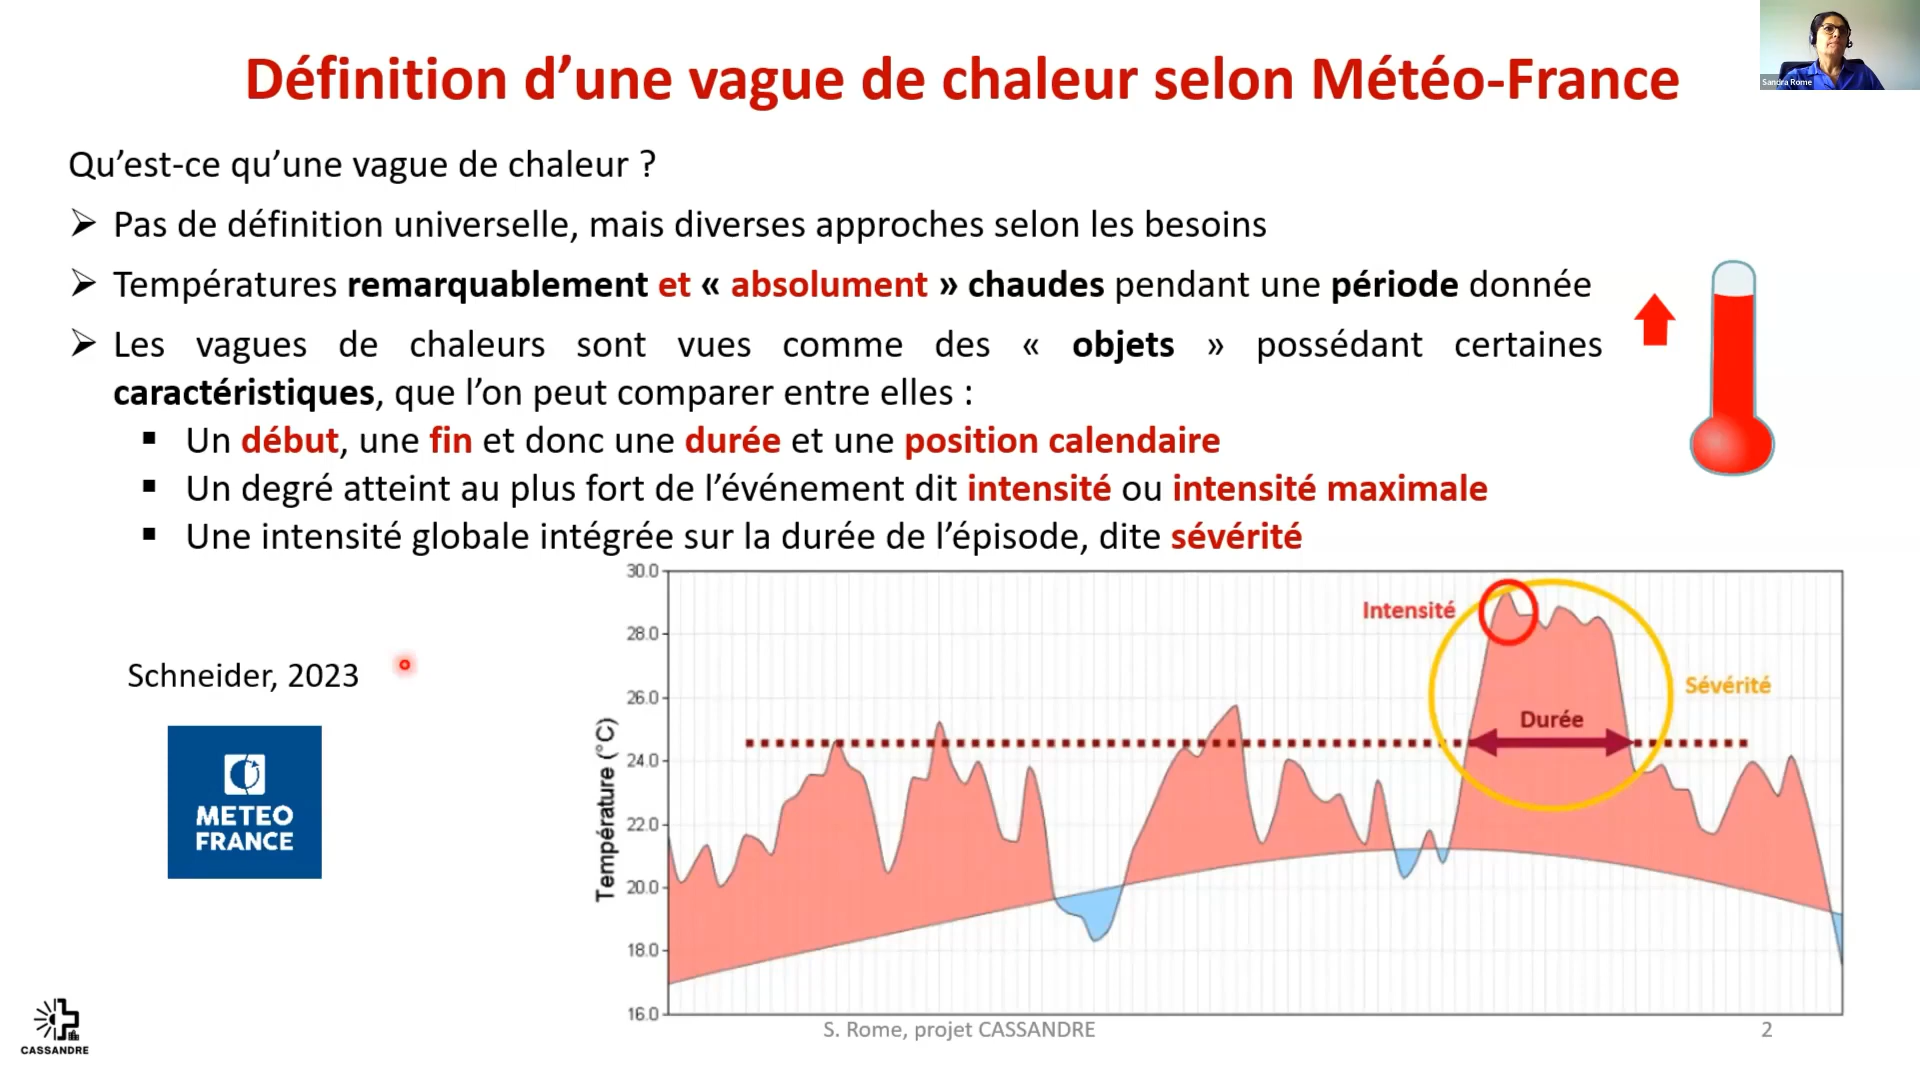 Définition d’une vague de chaleur selon Météo-France
Sandra Rome
Qu’est-ce qu’une vague de chaleur ?
Pas de définition universelle, mais diverses approches selon les besoins
Températures remarquablement et « absolument » chaudes pendant une période donnée
Les vagues de chaleurs sont vues comme des « objets » possédant certaines
caractéristiques, que l’on peut comparer entre elles :
Un début, une fin et donc une durée et une position calendaire
Un degré atteint au plus fort de l’événement dit intensité ou intensité maximale
Une intensité globale intégrée sur la durée de l’épisode, dite sévérité
30.0
Intensité
28.0
Schneider, 2023
26.0
Sévérité
Durée
Température (°C)
24.0
METEO
FRANCE
22.0
20.0
18.0
16.0
CASSANDRE
S. Rome, projet CASSANDRE
2